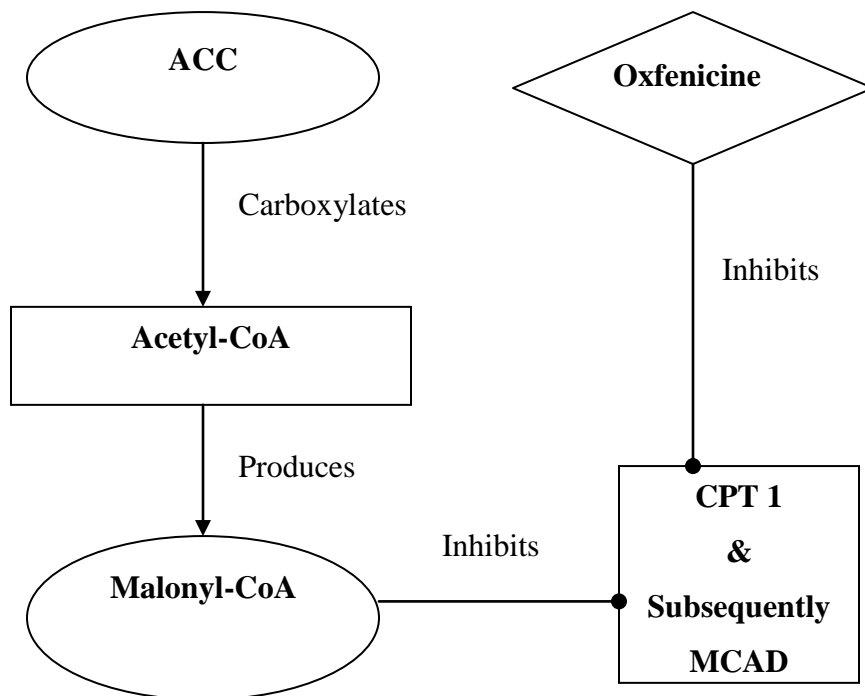 ACC
Oxfenicine
Carboxylates
Inhibits
Acetyl-CoA
Produces
Malonyl-CoA
Inhibits
CPT 1
&
Subsequently
MCAD